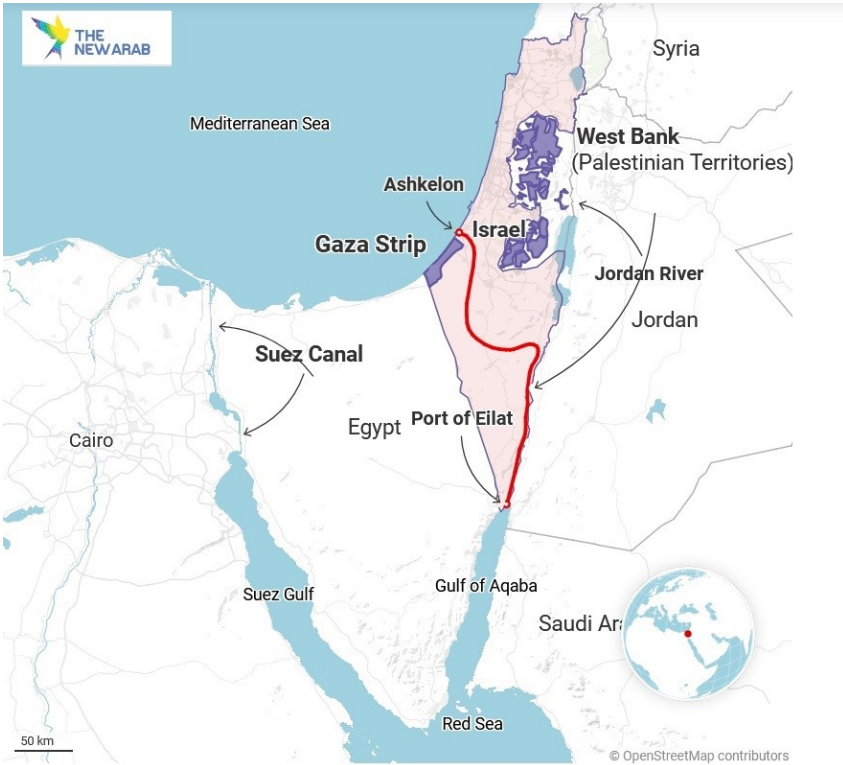 THE
NEWARAB
Syria
Mediterranean Sea
West Bank
(Palestinian Territories)
Ashkelon
Israel
Gaza Strip
Jordan River
Jordan
Suez Canal
Port of Eilat
Egypt
Cairo
Gulf of Aqaba
Suez Gulf
Saudi Ara
Red Sea
50 km
© OpenStreetMap contributors